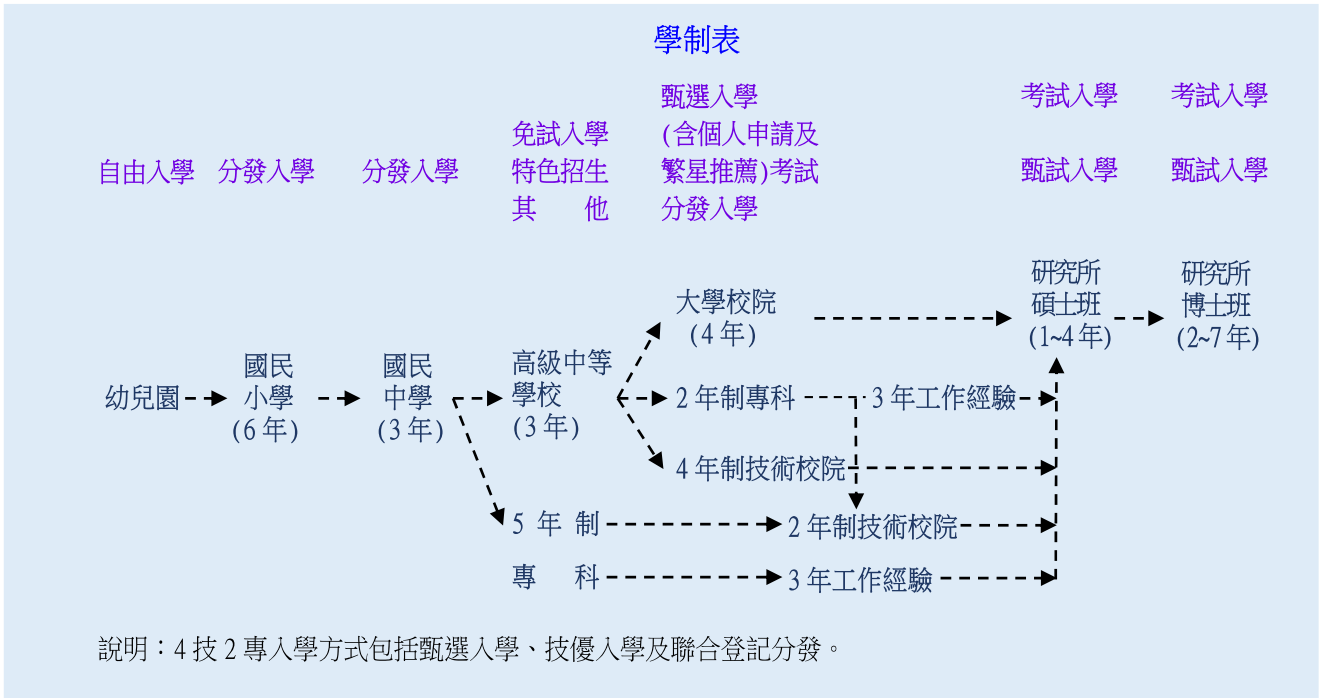 學制表
自由入學
分發入學
分發入學
免試入學
特色招生
其 他
甄選入學
(含個人申請及
繁星推薦)考試
分發入學
考試入學
甄試入學
考試入學
甄試入學
幼兒園
國民
小學
(6 年)
國民
中學
(3 年)
高級中等
學校
(3 年)
大學校院
(4 年)
研究所
碩士班
(1~4 年)
研究所
博士班
(2~7 年)
2 年制專科
3 年工作經驗
4 年制技術校院
5 年 制
2 年制技術校院
專 科
3 年工作經驗
說明：4 技 2 專入學方式包括甄選入學、技優入學及聯合登記分發。